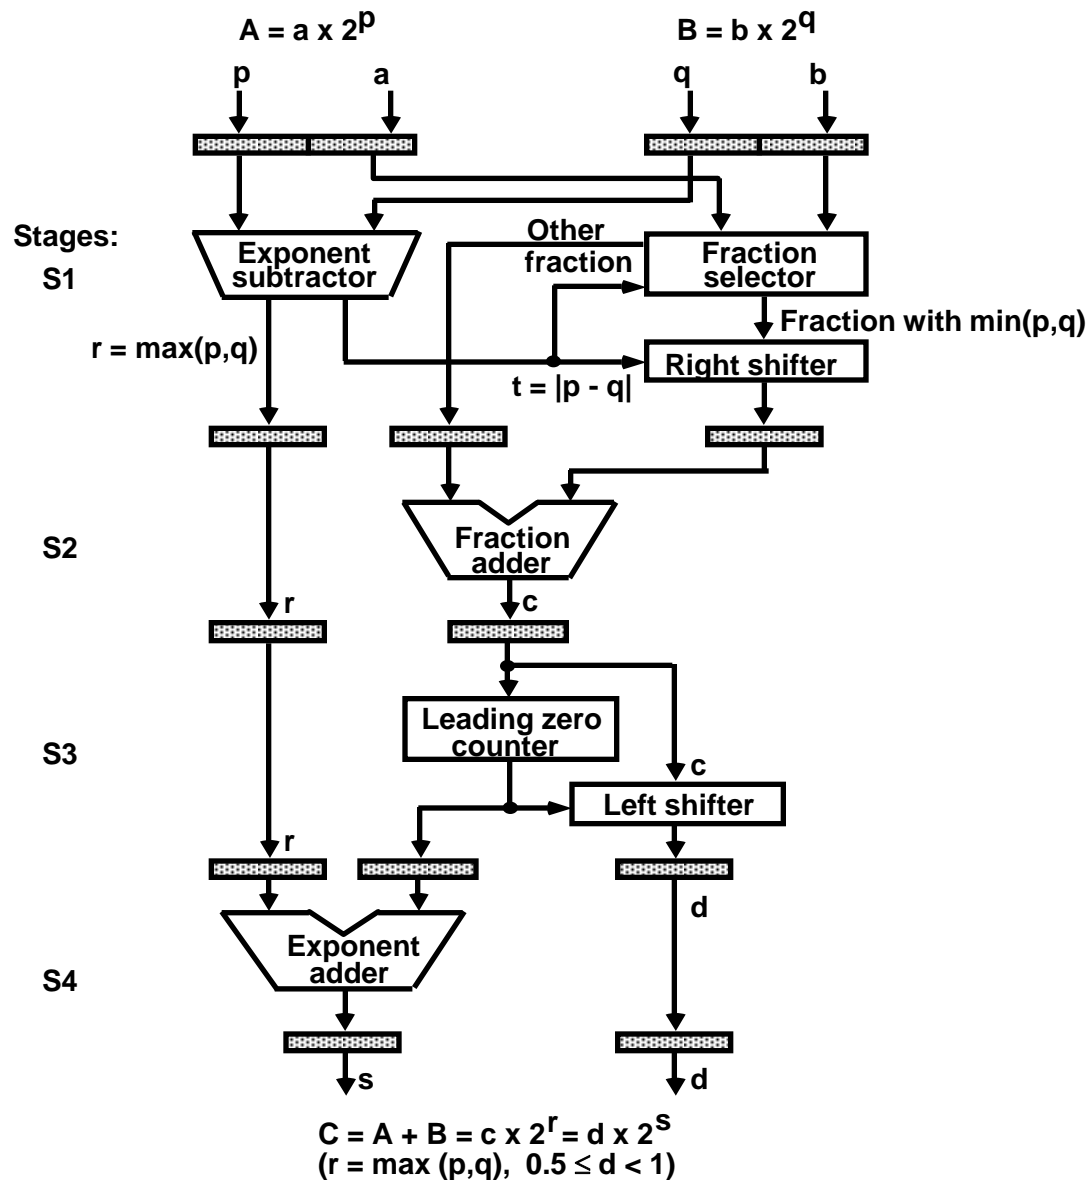 A = a x 2^p
B = b x 2^q
p
a
q
b
Stages:
S1
Exponent
subtractor
Other
fraction
Fraction
selector
Fraction with min(p,q)
r = max(p,q)
Right shifter
t = |p - q|
S2
Fraction
adder
r
c
S3
Leading zero
counter
c
Left shifter
r
d
S4
Exponent
adder
s
d
C = A + B = c x 2^r = d x 2^s
(r = max (p,q), 0.5 ≤ d < 1)